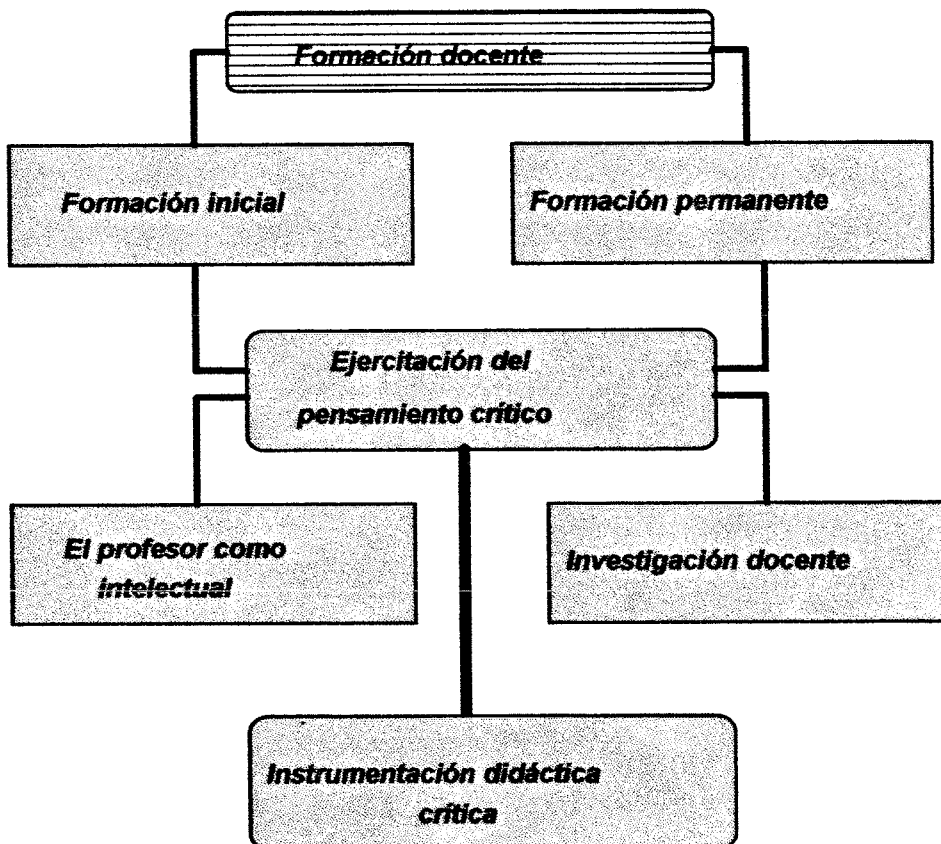 Formación docente
Formación inicial
Formación permanente
Ejercitación del
pensamiento crítico
El profesor como
intelectual
Investigación docente
Instrumentación didáctica
crítica